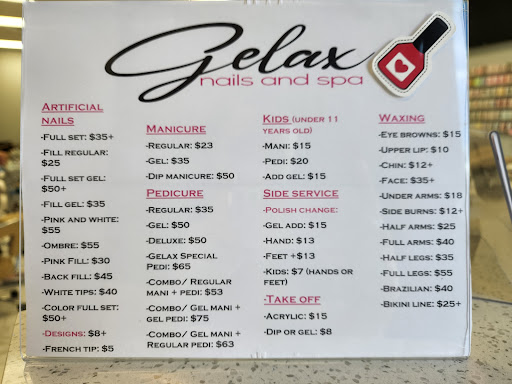 Gelax
nails and spa
Artificial
nails
-Full set: $35+
-Fill regular:
$25
-Full set gel:
$50+
-Fill gel: $35
-Pink and white:
$55
-Ombre: $55
-Pink Fill: $30
-Back fill: $45
-White tips: $40
-Color full set:
$50+
-Designs: $8+
-French tip: $5
Manicure
-Regular: $23
-Gel: $35
-Dip manicure: $50
Pedicure
-Regular: $35
-Gel: $50
-Deluxe: $50
-Gelax Special
Pedi: $65
-Combo/ Regular
mani + pedi: $53
-Combo/ Gel mani +
gel pedi: $75
-Combo/ Gel mani +
Regular pedi: $63
Kids (under 11
years old)
-Mani: $15
-Pedi: $20
-Add gel: $15
Side service
-Polish change:
-Gel add: $15
-Hand: $13
-Feet +$13
-Kids: $7 (hands or
feet)
-Take off
-Acrylic: $15
-Dip or gel: $8
Waxing
-Eye browns: $15
-Upper lip: $10
-Chin: $12+
-Face: $35+
-Under arms: $18
-Side burns: $12+
-Half arms: $25
-Full arms: $40
-Half legs: $35
-Full legs: $55
-Brazilian: $40
-Bikini line: $25+